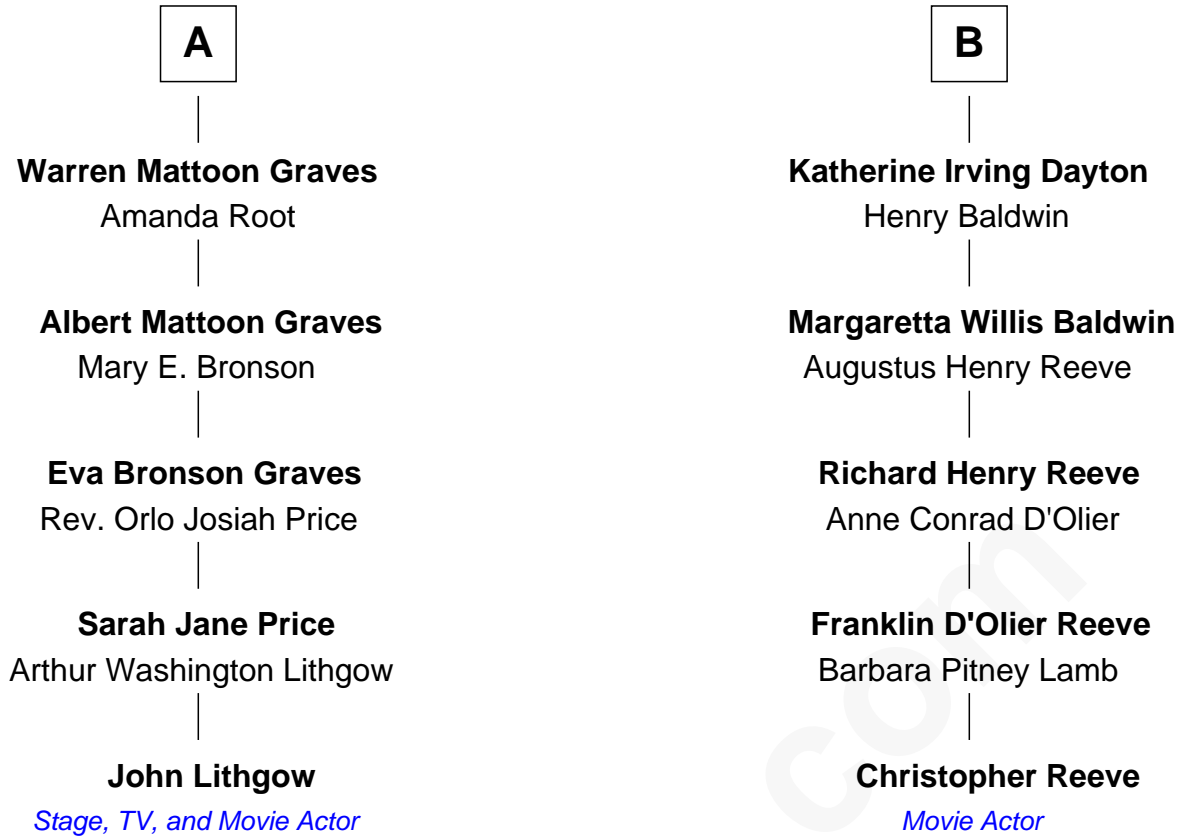 A
Warren Mattoon Graves
Amanda Root
Albert Mattoon Graves
Mary E. Bronson
Eva Bronson Graves
Rev. Orlo Josiah Price
Sarah Jane Price
Arthur Washington Lithgow
John Lithgow
Stage, TV, and Movie Actor
B
Katherine Irving Dayton
Henry Baldwin
Margaretta Willis Baldwin
Augustus Henry Reeve
Richard Henry Reeve
Anne Conrad D'Olier
Franklin D'Olier Reeve
Barbara Pitney Lamb
Christopher Reeve
Movie Actor
com